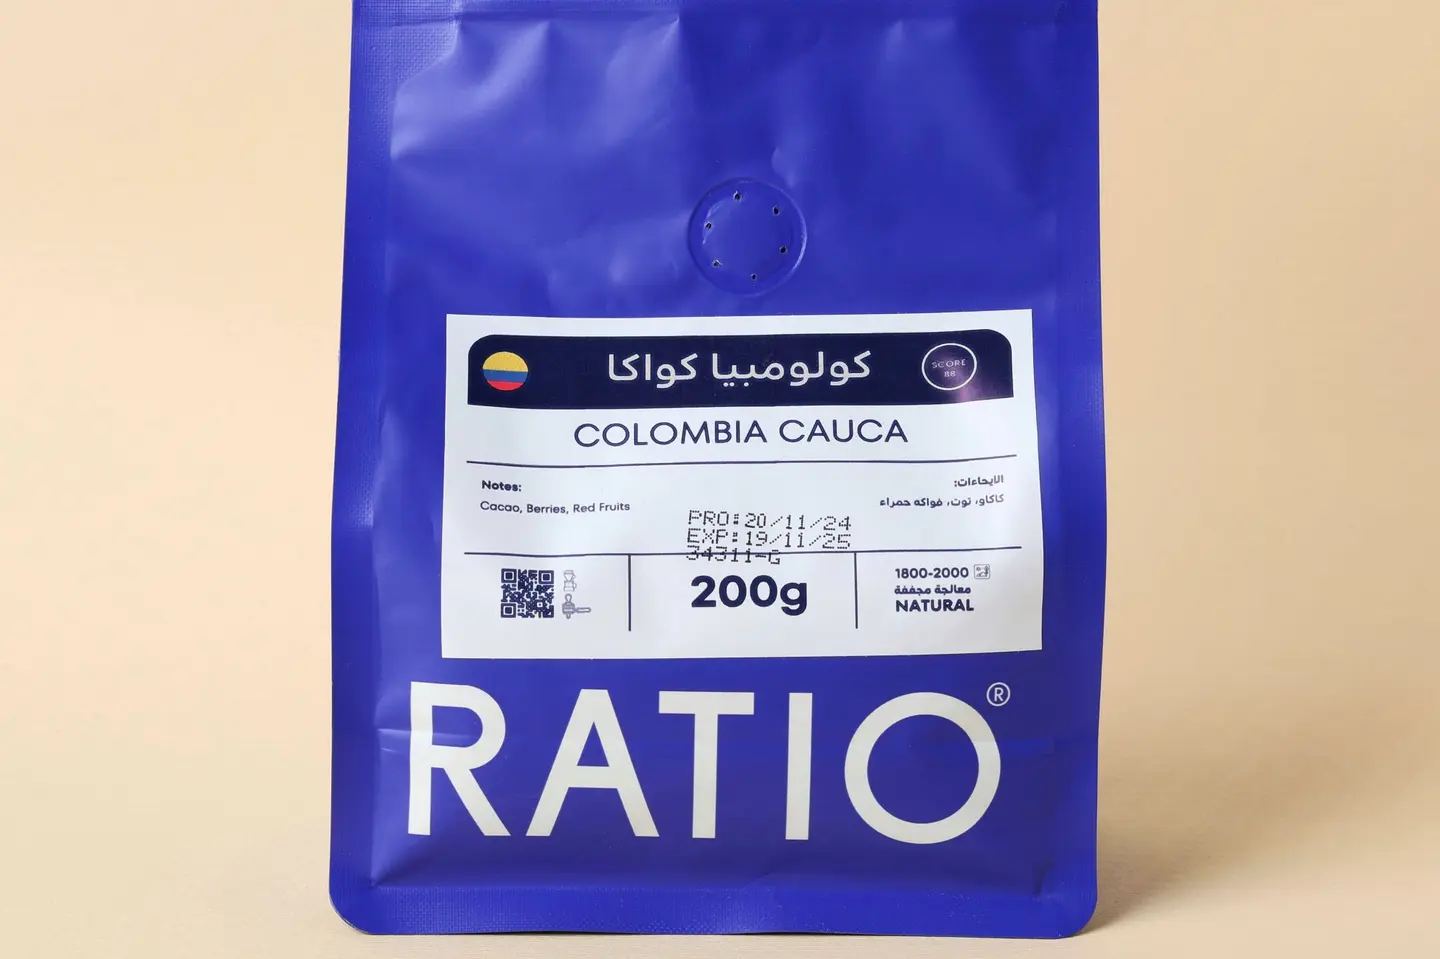 كولومبيا كواكا
SCORE
88
COLOMBIA CAUCA
Notes:
Cacao, Berries, Red Fruits
الايحاءات:
كاكاو، توت، فواكه حمراء
PRO:20/11/24
EXP:19/11/25
34311-G
200g
1800-2000
معالجة مجففة
NATURAL
RATIO®